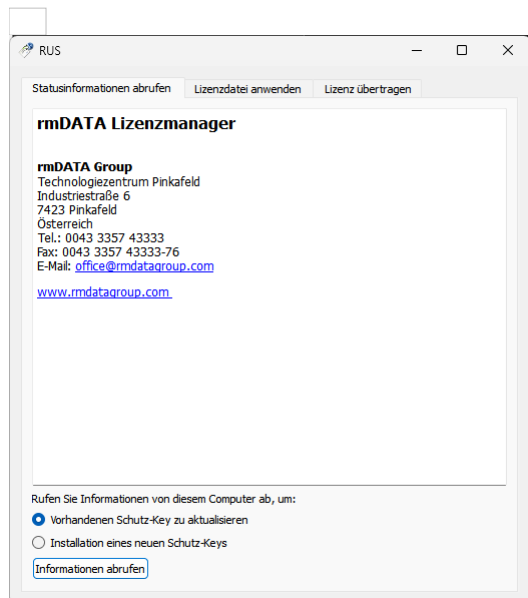 RUS
Statusinformationen abrufen Lizenzdatei anwenden Lizenz übertragen
rmDATA Lizenzmanager
rmDATA Group
Technologiezentrum Pinkafeld
Industriestraße 6
7423 Pinkafeld
Österreich
Tel.: 0043 3357 43333
Fax: 0043 3357 43333-76
E-Mail: office@rmdatagroup.com
www.rmdatagroup.com
Rufen Sie Informationen von diesem Computer ab, um:
Vorhandenen Schutz-Key zu aktualisieren
Installation eines neuen Schutz-Keys
Informationen abrufen